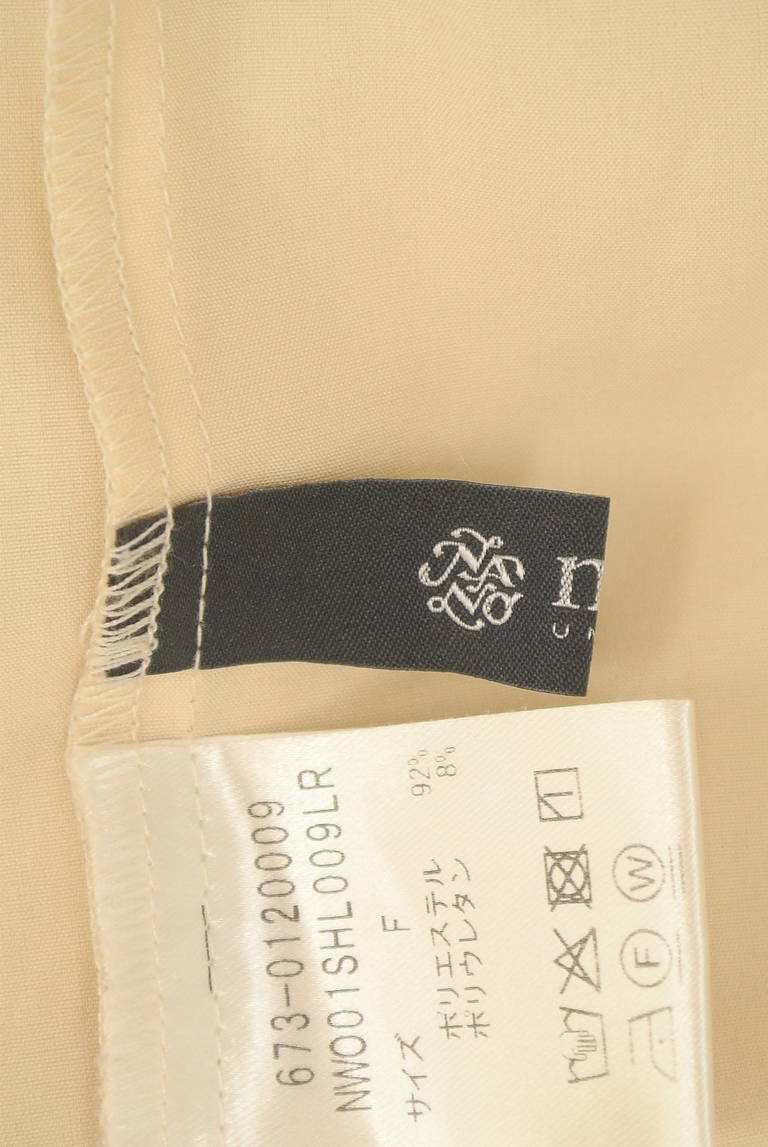 NANO
673-0120009
NW001SHL009LR
サイズ F
ポリエステル 92%
ポリウレタン 8%
W
F